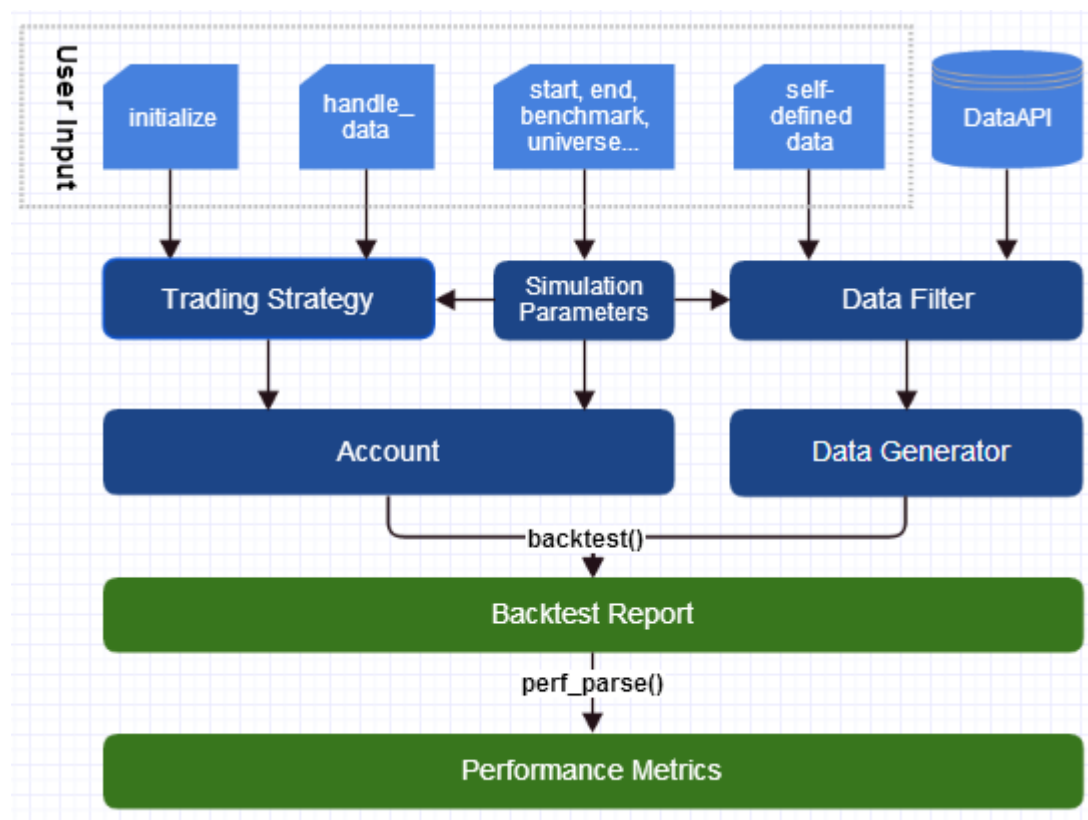 User Input
initialize
handle_
data
start, end,
benchmark,
universe...
self-
defined
data
DataAPI
Trading Strategy
Simulation
Parameters
Data Filter
Account
Data Generator
backtest()
Backtest Report
perf_parse()
Performance Metrics